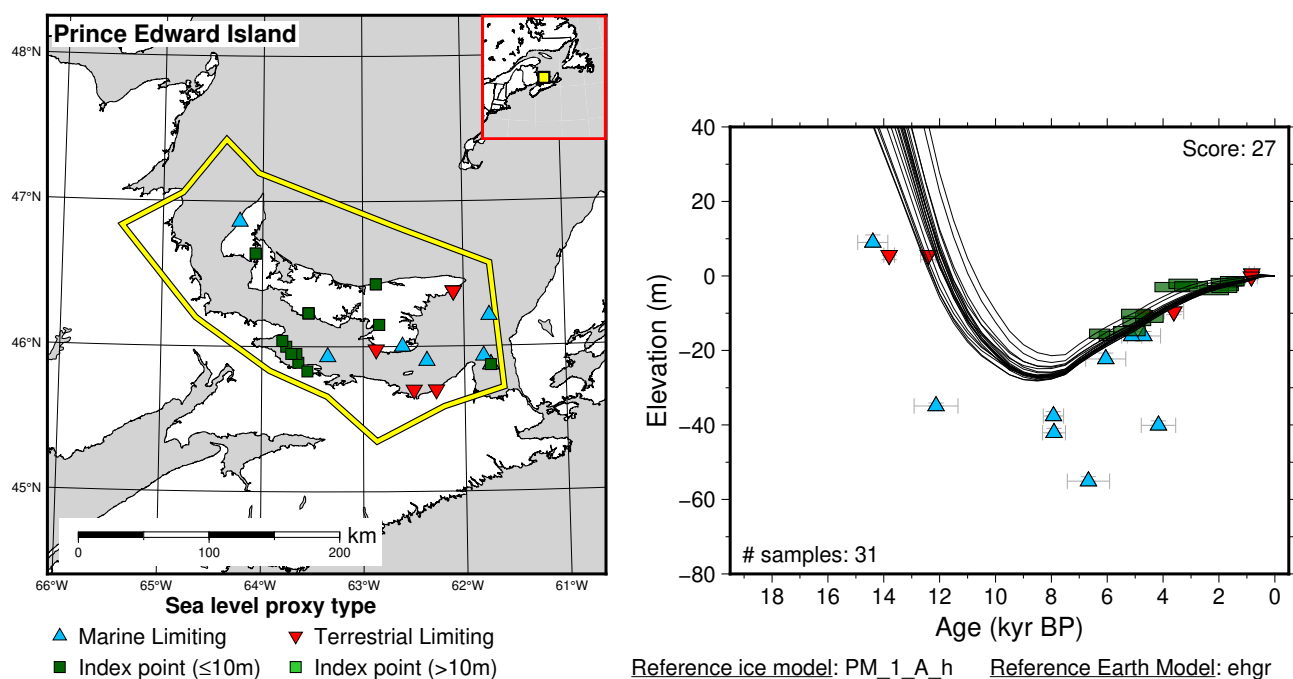 Prince Edward Island
48°N
47°N
46°N
45°N
km
0 100 200
66°W 65°W 64°W 63°W 62°W 61°W
Sea level proxy type
Marine Limiting Terrestrial Limiting
Index point (≤10m) Index point (>10m)
Score: 27
40
20
0
−20
−40
−60
−80
Elevation (m)
# samples: 31
18 16 14 12 10 8 6 4 2 0
Age (kyr BP)
Reference ice model: PM_1_A_h Reference Earth Model: ehgr